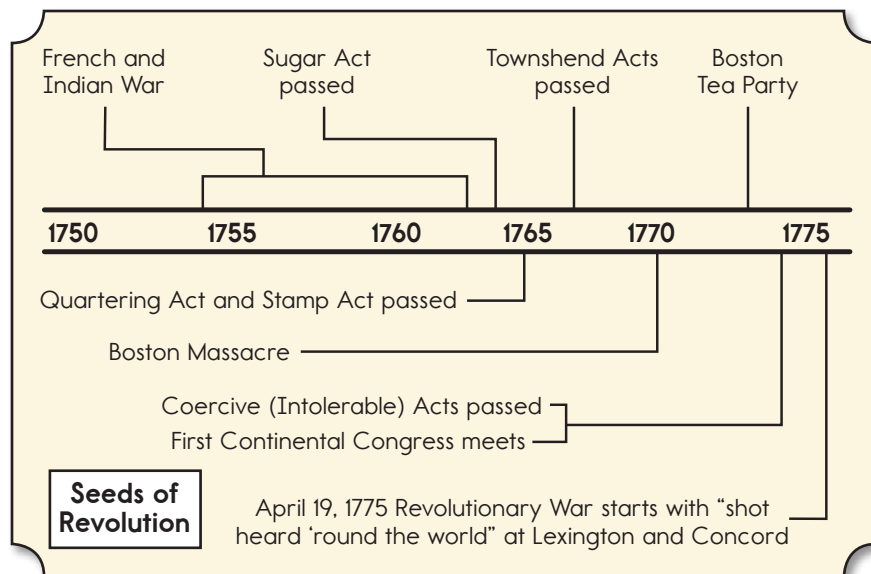 French and
Indian War
Sugar Act
passed
Townshend Acts
passed
Boston
Tea Party
1750 1755 1760 1765 1770 1775
Quartering Act and Stamp Act passed
Boston Massacre
Coercive (Intolerable) Acts passed
First Continental Congress meets
Seeds of
Revolution
April 19, 1775 Revolutionary War starts with “shot
heard ‘round the world” at Lexington and Concord